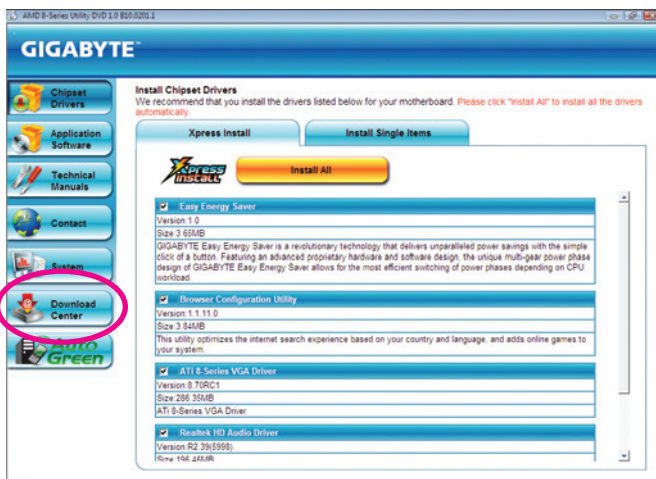 AMD 8-Series Utility DVD 1.0 B10.0201.1
GIGABYTE™
Chipset
Drivers
Application
Software
Technical
Manuals
Contact
System
Download
Center
Auto
Green
Install Chipset Drivers
We recommend that you install the drivers listed below for your motherboard. Please click "Install All" to install all the drivers
automatically.
Xpress Install
Install Single Items
Xpress
INSTALL
Install All
Easy Energy Saver
Version:1.0
Size:3.65MB
GIGABYTE Easy Energy Saver is a revolutionary technology that delivers unparalleled power savings with the simple
click of a button. Featuring an advanced proprietary hardware and software design, the unique multi-gear power phase
design of GIGABYTE Easy Energy Saver allows for the most efficient switching of power phases depending on CPU
workload.
Browser Configuration Utility
Version:1.1.11.0
Size:3.84MB
This utility optimizes the internet search experience based on your country and language, and adds online games to
your system.
ATi 8-Series VGA Driver
Version:8.70RC1
Size:286.35MB
ATi 8-Series VGA Driver
Realtek HD Audio Driver
Version:R2.39(5998)
Size:196.46MB